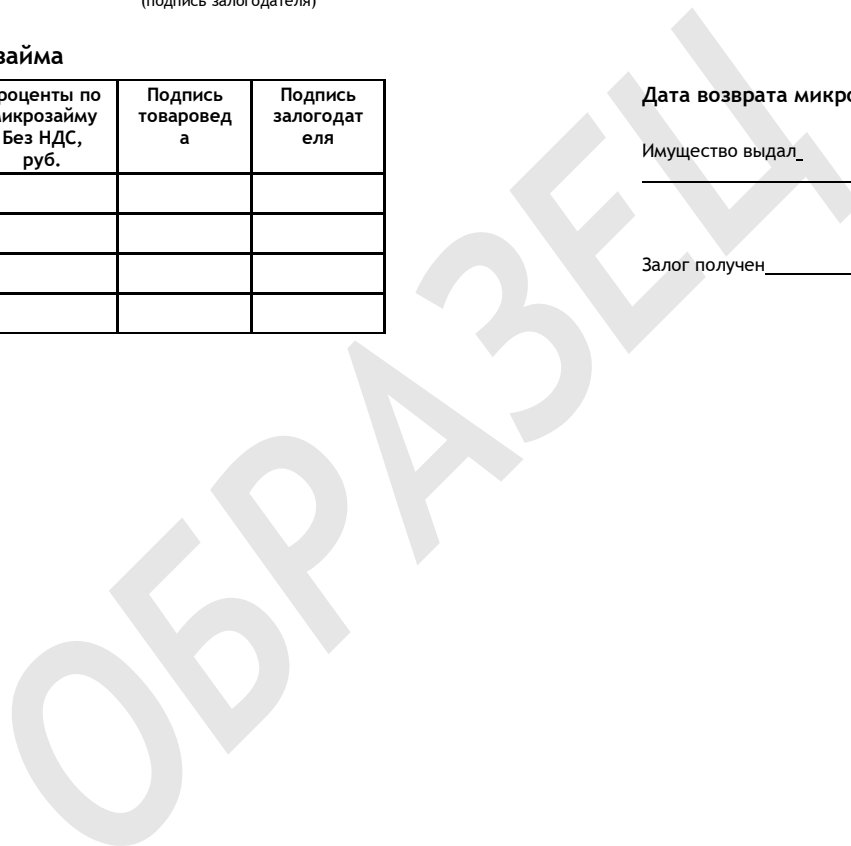 (подпись залогодателя)
займа
роценты по
микрозайму
Без НДС,
руб.
Подпись
товаровед
а
Подпись
залогодат
еля
Дата возврата микро
Имущество выдал_
Залог получен
ОБРАЗЕЦ